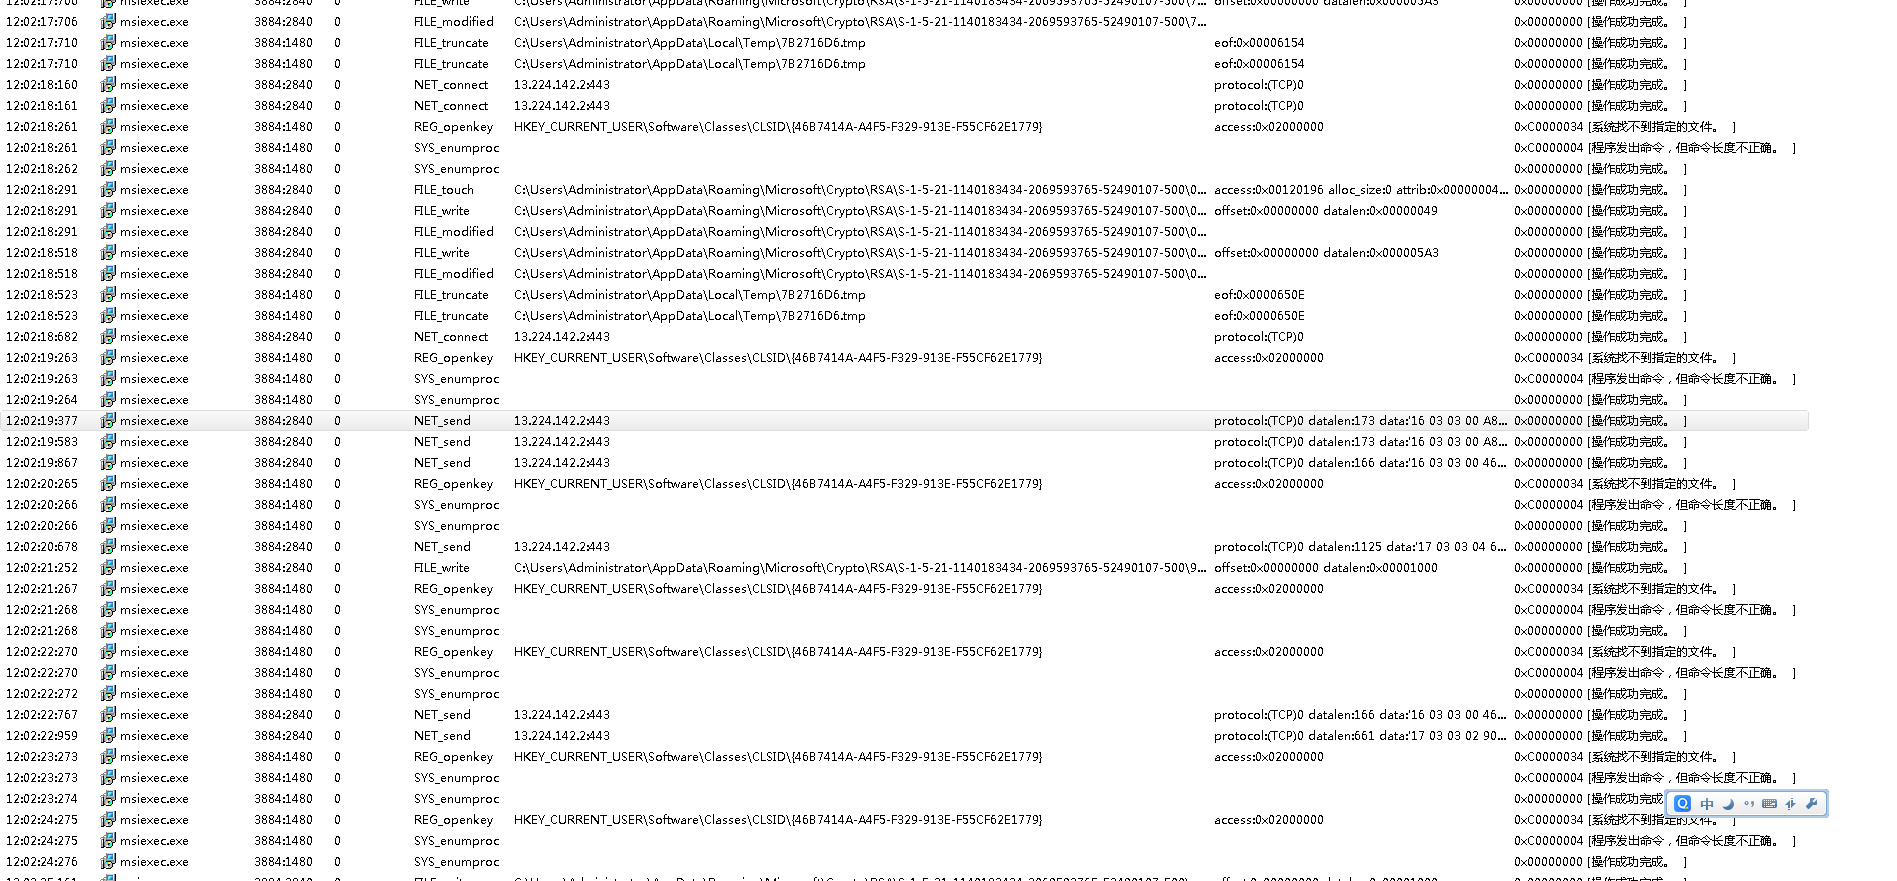 FILE_modified C:\Users\Administrator\AppData\Roaming\Microsoft\Crypto\RSA\S-1-5-21-1140183434-2069593765-52490107-500\7... 0x00000000 [操作成功完成。 ]
12:02:17:710 msiexec.exe 3884:1480 0 FILE_truncate C:\Users\Administrator\AppData\Local\Temp\7B2716D6.tmp eof:0x00006154 0x00000000 [操作成功完成。 ]
12:02:17:710 msiexec.exe 3884:1480 0 FILE_truncate C:\Users\Administrator\AppData\Local\Temp\7B2716D6.tmp eof:0x00006154 0x00000000 [操作成功完成。 ]
12:02:18:160 msiexec.exe 3884:2840 0 NET_connect 13.224.142.2:443 protocol:(TCP)0 0x00000000 [操作成功完成。 ]
12:02:18:161 msiexec.exe 3884:2840 0 NET_connect 13.224.142.2:443 protocol:(TCP)0 0x00000000 [操作成功完成。 ]
12:02:18:261 msiexec.exe 3884:1480 0 REG_openkey HKEY_CURRENT_USER\Software\Classes\CLSID\{46B7414A-A4F5-F329-913E-F55CF62E1779} access:0x02000000 0xC0000034 [系统找不到指定的文件。 ]
12:02:18:261 msiexec.exe 3884:1480 0 SYS_enumproc 0xC0000004 [程序发出命令，但命令长度不正确。 ]
12:02:18:262 msiexec.exe 3884:1480 0 SYS_enumproc 0x00000000 [操作成功完成。 ]
12:02:18:291 msiexec.exe 3884:2840 0 FILE_touch C:\Users\Administrator\AppData\Roaming\Microsoft\Crypto\RSA\S-1-5-21-1140183434-2069593765-52490107-500\0... access:0x00120196 alloc_size:0 attrib:0x00000004... 0x00000000 [操作成功完成。 ]
12:02:18:291 msiexec.exe 3884:2840 0 FILE_write C:\Users\Administrator\AppData\Roaming\Microsoft\Crypto\RSA\S-1-5-21-1140183434-2069593765-52490107-500\0... offset:0x00000000 datalen:0x00000049 0x00000000 [操作成功完成。 ]
12:02:18:291 msiexec.exe 3884:2840 0 FILE_modified C:\Users\Administrator\AppData\Roaming\Microsoft\Crypto\RSA\S-1-5-21-1140183434-2069593765-52490107-500\0... 0x00000000 [操作成功完成。 ]
12:02:18:518 msiexec.exe 3884:2840 0 FILE_write C:\Users\Administrator\AppData\Roaming\Microsoft\Crypto\RSA\S-1-5-21-1140183434-2069593765-52490107-500\0... offset:0x00000000 datalen:0x000005A3 0x00000000 [操作成功完成。 ]
12:02:18:518 msiexec.exe 3884:2840 0 FILE_modified C:\Users\Administrator\AppData\Roaming\Microsoft\Crypto\RSA\S-1-5-21-1140183434-2069593765-52490107-500\0... 0x00000000 [操作成功完成。 ]
12:02:18:523 msiexec.exe 3884:1480 0 FILE_truncate C:\Users\Administrator\AppData\Local\Temp\7B2716D6.tmp eof:0x0000650E 0x00000000 [操作成功完成。 ]
12:02:18:523 msiexec.exe 3884:1480 0 FILE_truncate C:\Users\Administrator\AppData\Local\Temp\7B2716D6.tmp eof:0x0000650E 0x00000000 [操作成功完成。 ]
12:02:18:682 msiexec.exe 3884:2840 0 NET_connect 13.224.142.2:443 protocol:(TCP)0 0x00000000 [操作成功完成。 ]
12:02:19:263 msiexec.exe 3884:1480 0 REG_openkey HKEY_CURRENT_USER\Software\Classes\CLSID\{46B7414A-A4F5-F329-913E-F55CF62E1779} access:0x02000000 0xC0000034 [系统找不到指定的文件。 ]
12:02:19:263 msiexec.exe 3884:1480 0 SYS_enumproc 0xC0000004 [程序发出命令，但命令长度不正确。 ]
12:02:19:264 msiexec.exe 3884:1480 0 SYS_enumproc 0x00000000 [操作成功完成。 ]
12:02:19:377 msiexec.exe 3884:2840 0 NET_send 13.224.142.2:443 protocol:(TCP)0 datalen:173 data:'16 03 03 00 A8... 0x00000000 [操作成功完成。 ]
12:02:19:583 msiexec.exe 3884:2840 0 NET_send 13.224.142.2:443 protocol:(TCP)0 datalen:173 data:'16 03 03 00 A8... 0x00000000 [操作成功完成。 ]
12:02:19:867 msiexec.exe 3884:2840 0 NET_send 13.224.142.2:443 protocol:(TCP)0 datalen:166 data:'16 03 03 00 46... 0x00000000 [操作成功完成。 ]
12:02:20:265 msiexec.exe 3884:1480 0 REG_openkey HKEY_CURRENT_USER\Software\Classes\CLSID\{46B7414A-A4F5-F329-913E-F55CF62E1779} access:0x02000000 0xC0000034 [系统找不到指定的文件。 ]
12:02:20:266 msiexec.exe 3884:1480 0 SYS_enumproc 0xC0000004 [程序发出命令，但命令长度不正确。 ]
12:02:20:266 msiexec.exe 3884:1480 0 SYS_enumproc 0x00000000 [操作成功完成。 ]
12:02:20:678 msiexec.exe 3884:2840 0 NET_send 13.224.142.2:443 protocol:(TCP)0 datalen:1125 data:'17 03 03 04 6... 0x00000000 [操作成功完成。 ]
12:02:21:252 msiexec.exe 3884:2840 0 FILE_write C:\Users\Administrator\AppData\Roaming\Microsoft\Crypto\RSA\S-1-5-21-1140183434-2069593765-52490107-500\9... offset:0x00000000 datalen:0x00001000 0x00000000 [操作成功完成。 ]
12:02:21:267 msiexec.exe 3884:1480 0 REG_openkey HKEY_CURRENT_USER\Software\Classes\CLSID\{46B7414A-A4F5-F329-913E-F55CF62E1779} access:0x02000000 0xC0000034 [系统找不到指定的文件。 ]
12:02:21:268 msiexec.exe 3884:1480 0 SYS_enumproc 0xC0000004 [程序发出命令，但命令长度不正确。 ]
12:02:21:268 msiexec.exe 3884:1480 0 SYS_enumproc 0x00000000 [操作成功完成。 ]
12:02:22:270 msiexec.exe 3884:1480 0 REG_openkey HKEY_CURRENT_USER\Software\Classes\CLSID\{46B7414A-A4F5-F329-913E-F55CF62E1779} access:0x02000000 0xC0000034 [系统找不到指定的文件。 ]
12:02:22:270 msiexec.exe 3884:1480 0 SYS_enumproc 0xC0000004 [程序发出命令，但命令长度不正确。 ]
12:02:22:272 msiexec.exe 3884:1480 0 SYS_enumproc 0x00000000 [操作成功完成。 ]
12:02:22:767 msiexec.exe 3884:2840 0 NET_send 13.224.142.2:443 protocol:(TCP)0 datalen:166 data:'16 03 03 00 46... 0x00000000 [操作成功完成。 ]
12:02:22:959 msiexec.exe 3884:2840 0 NET_send 13.224.142.2:443 protocol:(TCP)0 datalen:661 data:'17 03 03 02 90... 0x00000000 [操作成功完成。 ]
12:02:23:273 msiexec.exe 3884:1480 0 REG_openkey HKEY_CURRENT_USER\Software\Classes\CLSID\{46B7414A-A4F5-F329-913E-F55CF62E1779} access:0x02000000 0xC0000034 [系统找不到指定的文件。 ]
12:02:23:273 msiexec.exe 3884:1480 0 SYS_enumproc 0xC0000004 [程序发出命令，但命令长度不正确。 ]
12:02:23:274 msiexec.exe 3884:1480 0 SYS_enumproc 0x00000000 [操作成功完成 中
12:02:24:275 msiexec.exe 3884:1480 0 REG_openkey HKEY_CURRENT_USER\Software\Classes\CLSID\{46B7414A-A4F5-F329-913E-F55CF62E1779} access:0x02000000 0xC0000034 [系统找不到指定的文件。 ]
12:02:24:275 msiexec.exe 3884:1480 0 SYS_enumproc 0xC0000004 [程序发出命令，但命令长度不正确。 ]
12:02:24:276 msiexec.exe 3884:1480 0 SYS_enumproc 0x00000000 [操作成功完成。 ]